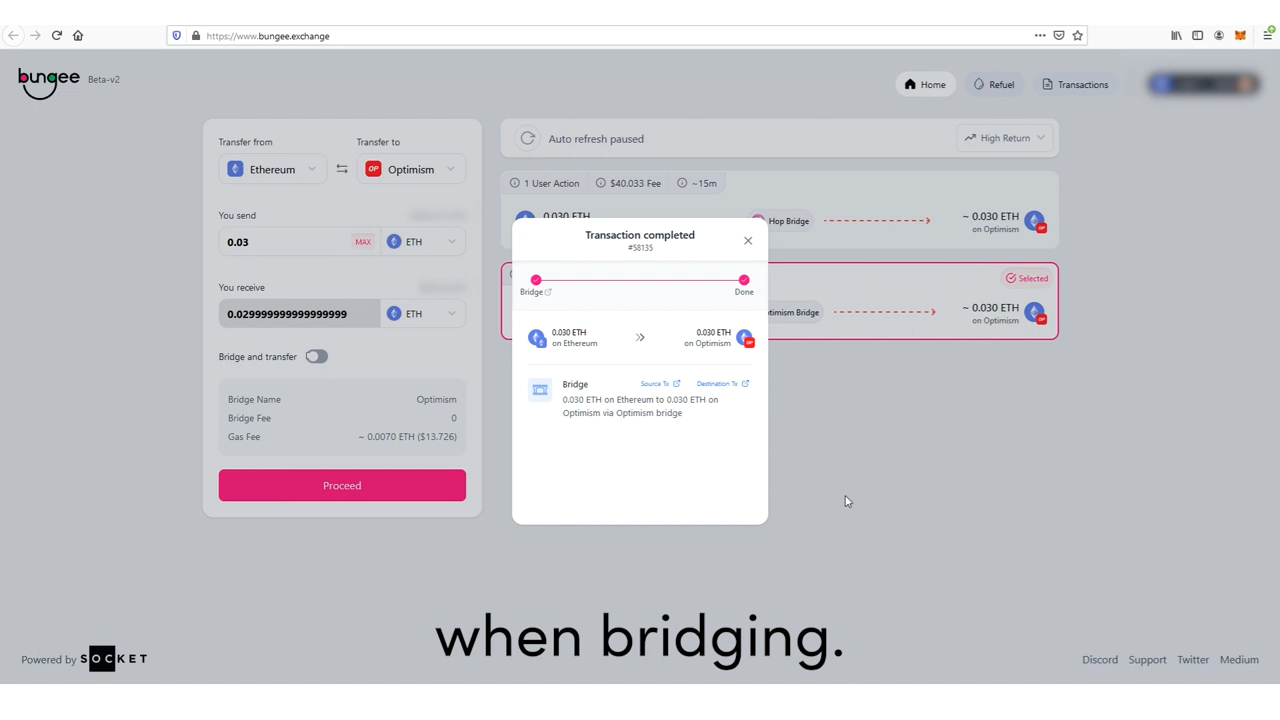 https://www.bungee.exchange
bungee Beta-v2
Home Refuel Transactions
Transfer from Transfer to
Ethereum OP Optimism
You send
0.03 MAX ETH
You receive
0.029999999999999999 ETH
Bridge and transfer
Bridge Name Optimism
Bridge Fee 0
Gas Fee ~ 0.0070 ETH ($13.726)
Proceed
Auto refresh paused High Return
1 User Action $40.033 Fee ~15m
0.030 ETH Hop Bridge ~ 0.030 ETH
on Optimism
Selected
timism Bridge ~ 0.030 ETH
on Optimism
Transaction completed
#58135
Bridge Done
0.030 ETH 0.030 ETH
on Ethereum on Optimism
Bridge Source Tx Destination Tx
0.030 ETH on Ethereum to 0.030 ETH on
Optimism via Optimism bridge
when bridging.
Powered by SOCKET
Discord Support Twitter Medium